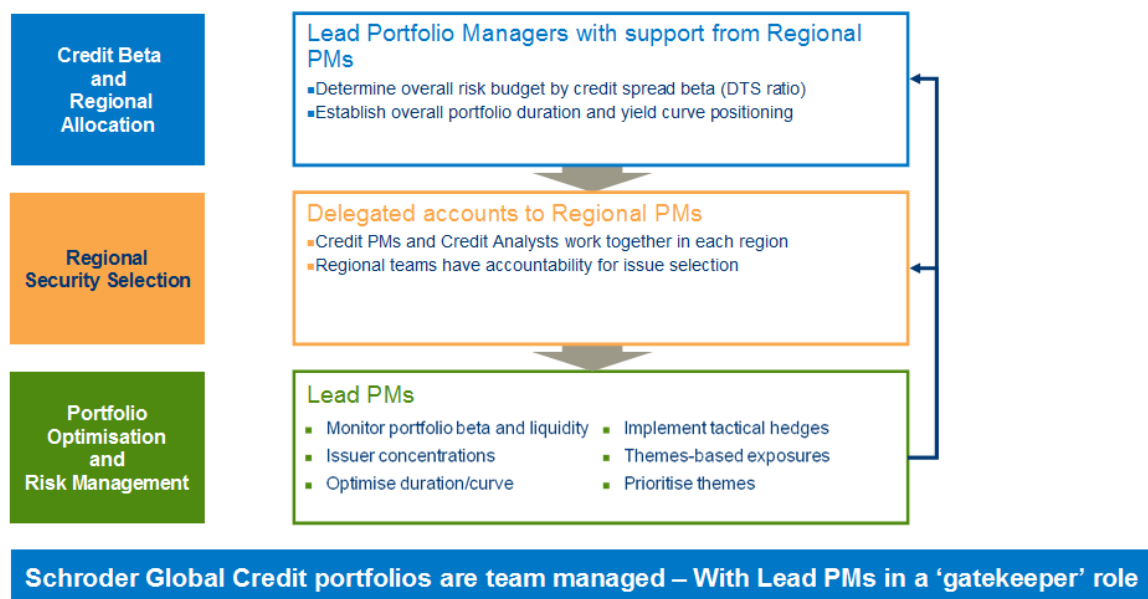 Credit Beta
and
Regional
Allocation
Lead Portfolio Managers with support from Regional
PMs
▪Determine overall risk budget by credit spread beta (DTS ratio)
▪Establish overall portfolio duration and yield curve positioning
Regional
Security Selection
Delegated accounts to Regional PMs
▪Credit PMs and Credit Analysts work together in each region
▪Regional teams have accountability for issue selection
Portfolio
Optimisation
and
Risk Management
Lead PMs
▪ Monitor portfolio beta and liquidity
▪ Issuer concentrations
▪ Optimise duration/curve
▪ Implement tactical hedges
▪ Themes-based exposures
▪ Prioritise themes
Schroder Global Credit portfolios are team managed – With Lead PMs in a ‘gatekeeper’ role